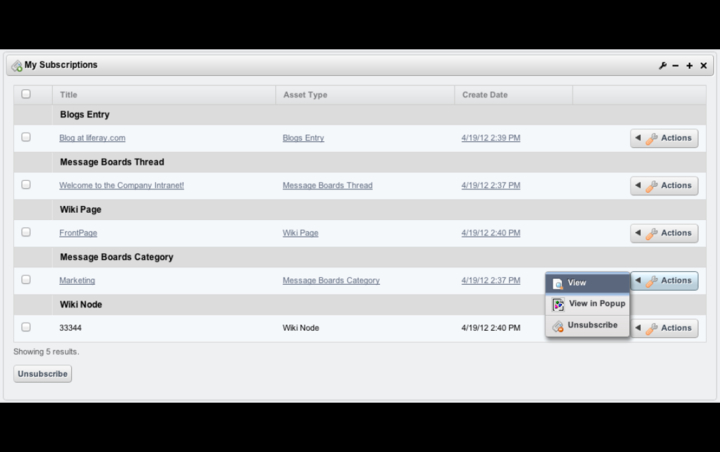 My Subscriptions
Title Asset Type Create Date
Blogs Entry
Blog at liferay.com Blogs Entry 4/19/12 2:39 PM Actions
Message Boards Thread
Welcome to the Company Intranet! Message Boards Thread 4/19/12 2:37 PM Actions
Wiki Page
FrontPage Wiki Page 4/19/12 2:40 PM Actions
Message Boards Category
Marketing Message Boards Category 4/19/12 2:37 PM View Actions
View in Popup
Wiki Node
33344 Wiki Node 4/19/12 2:40 PM Unsubscribe Actions
Showing 5 results.
Unsubscribe